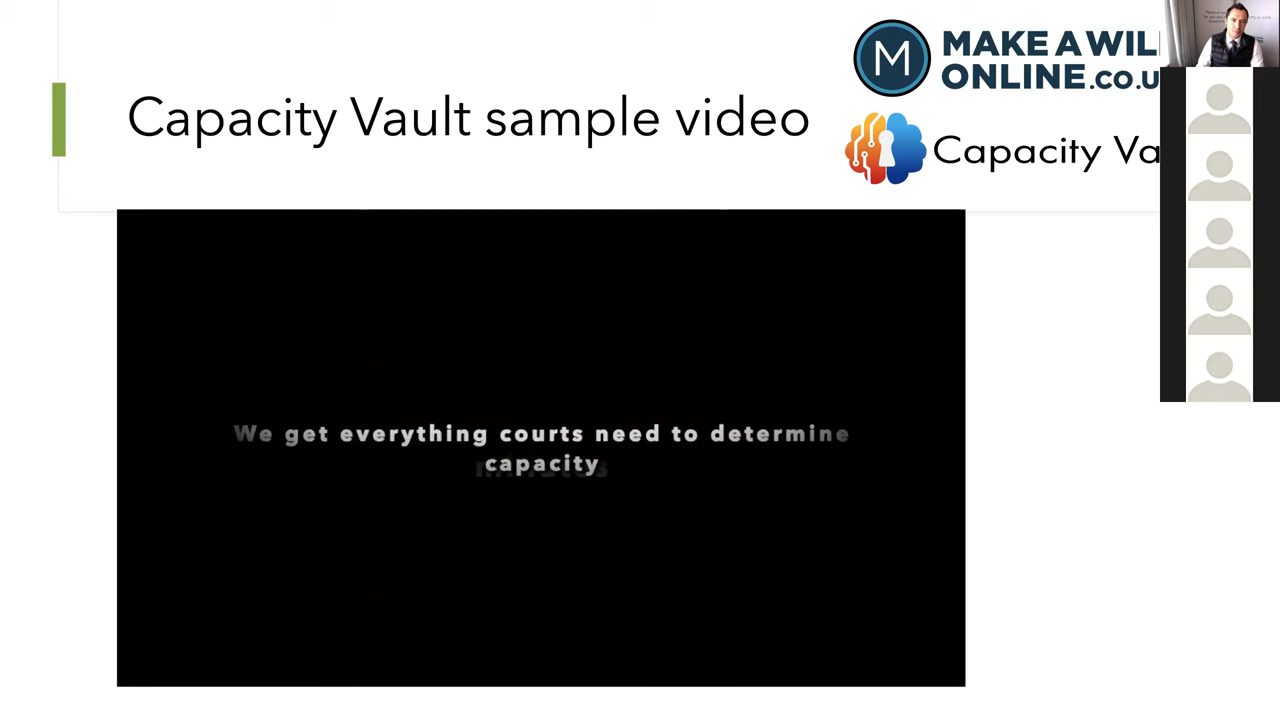 Capacity Vault sample video
M
MAKE A WIL
ONLINE.co.u
Capacity Va
We get everything courts need to determine
capacity